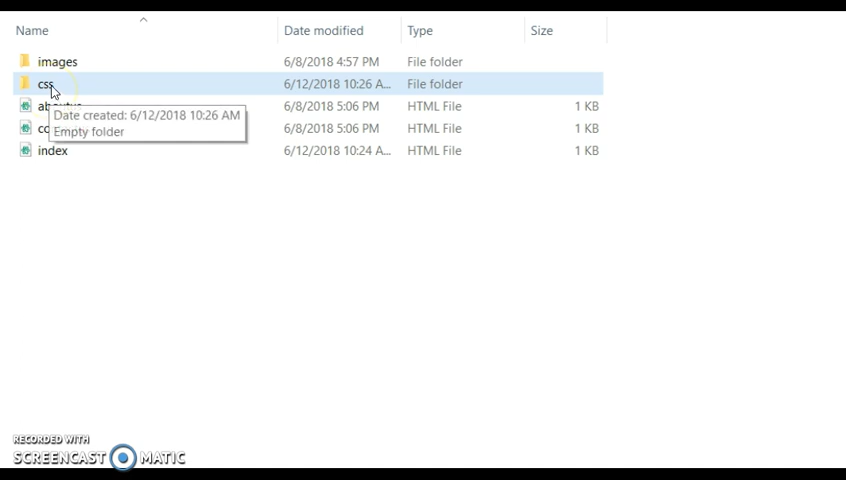 Name Date modified Type Size
images 6/8/2018 4:57 PM File folder
css 6/12/2018 10:26 A... File folder
6/8/2018 5:06 PM HTML File 1 KB
Date created: 6/12/2018 10:26 AM
6/8/2018 5:06 PM HTML File 1 KB
Empty folder
index 6/12/2018 10:24 A... HTML File 1 KB
RECORDED WITH
SCREENCAST MATIC